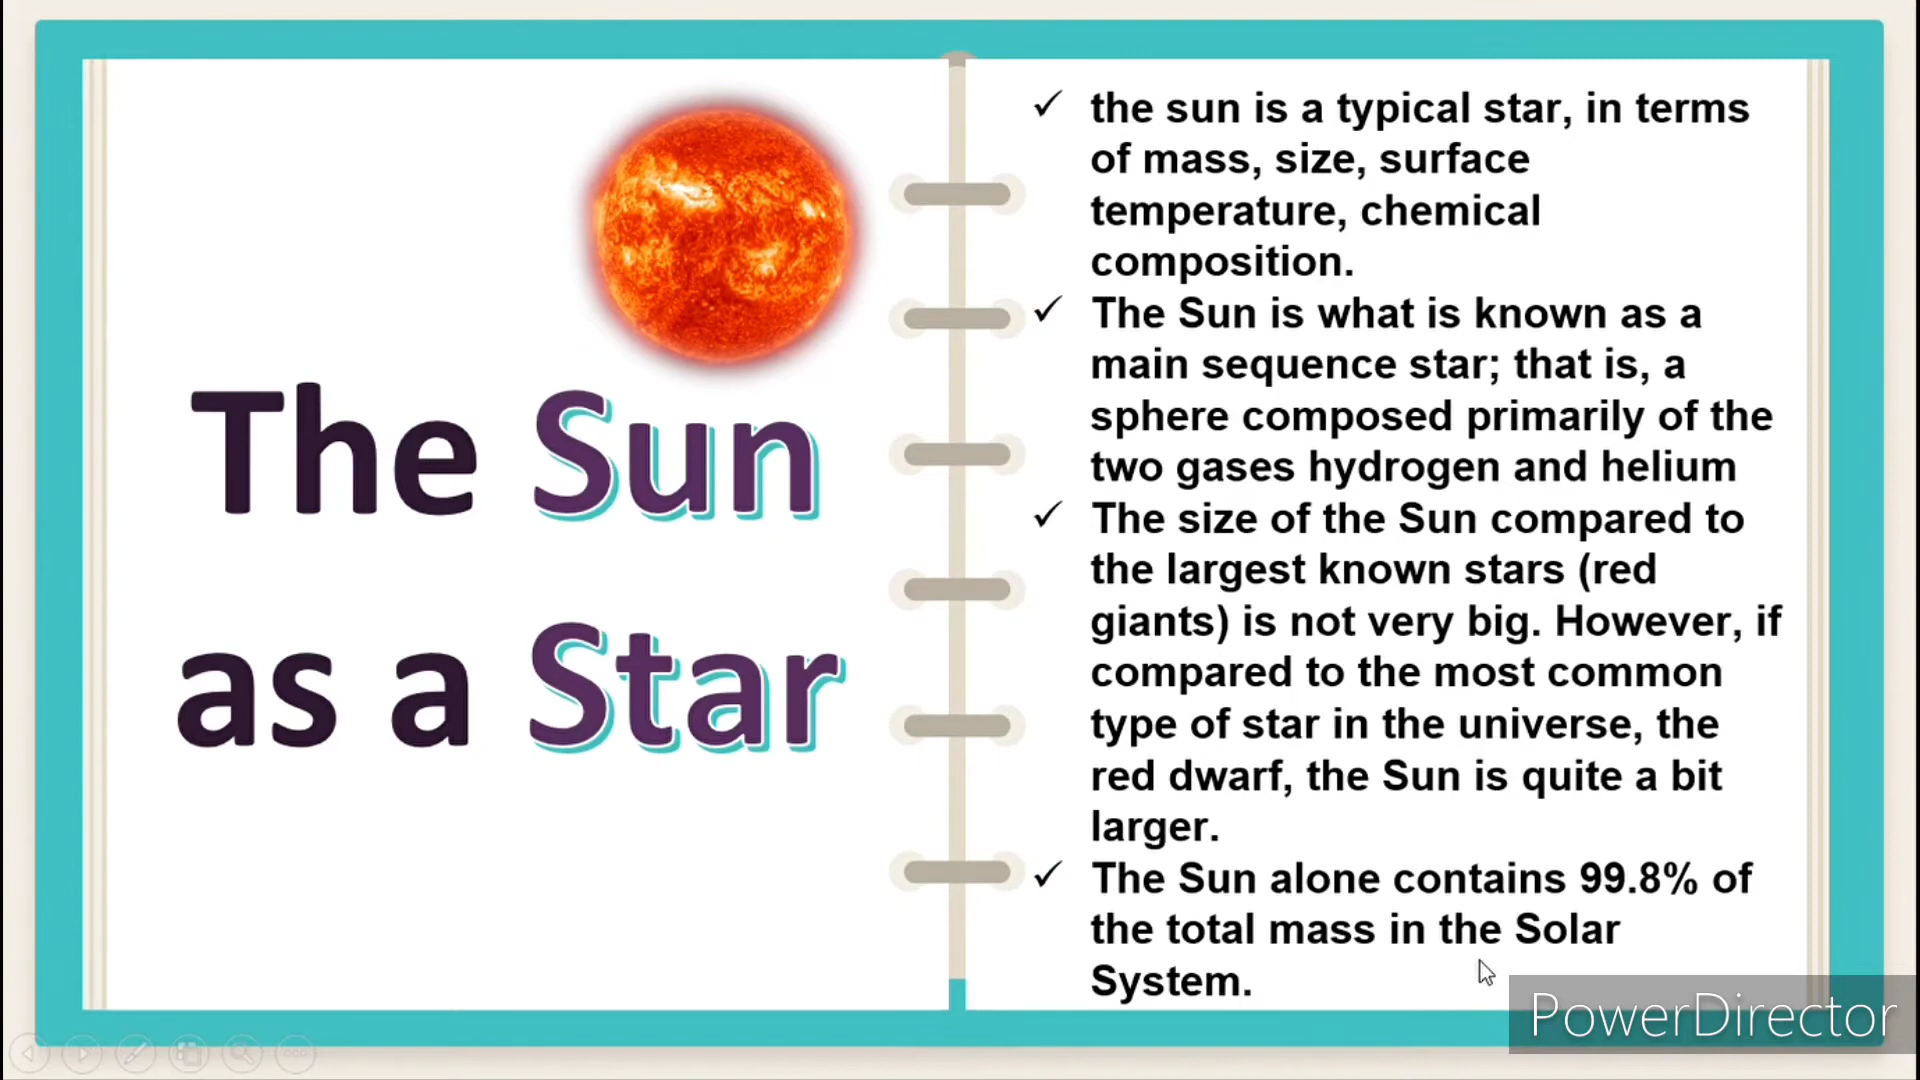 The Sun
as a Star
✓ the sun is a typical star, in terms
of mass, size, surface
temperature, chemical
composition.
✓ The Sun is what is known as a
main sequence star; that is, a
sphere composed primarily of the
two gases hydrogen and helium
✓ The size of the Sun compared to
the largest known stars (red
giants) is not very big. However, if
compared to the most common
type of star in the universe, the
red dwarf, the Sun is quite a bit
larger.
✓ The Sun alone contains 99.8% of
the total mass in the Solar
System.
PowerDirector